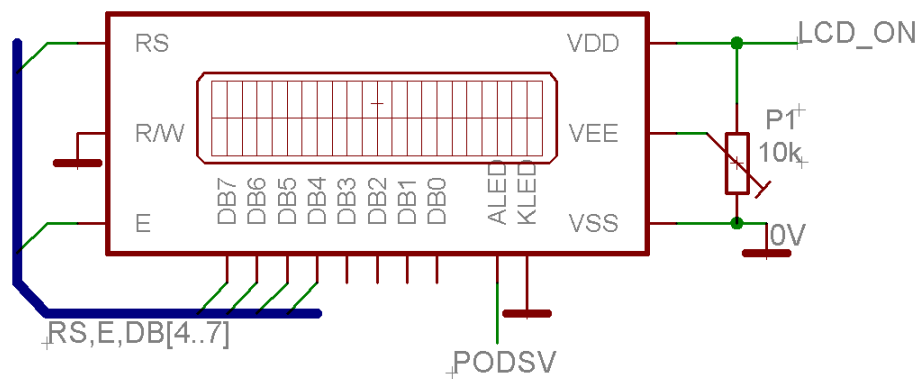 RS
VDD
LCD_ON
R/W
VEE
P1
10k
DB7
DB6
DB5
DB4
DB3
DB2
DB1
DB0
ALED
KLED
E
VSS
0V
RS,E,DB[4..7]
PODSV